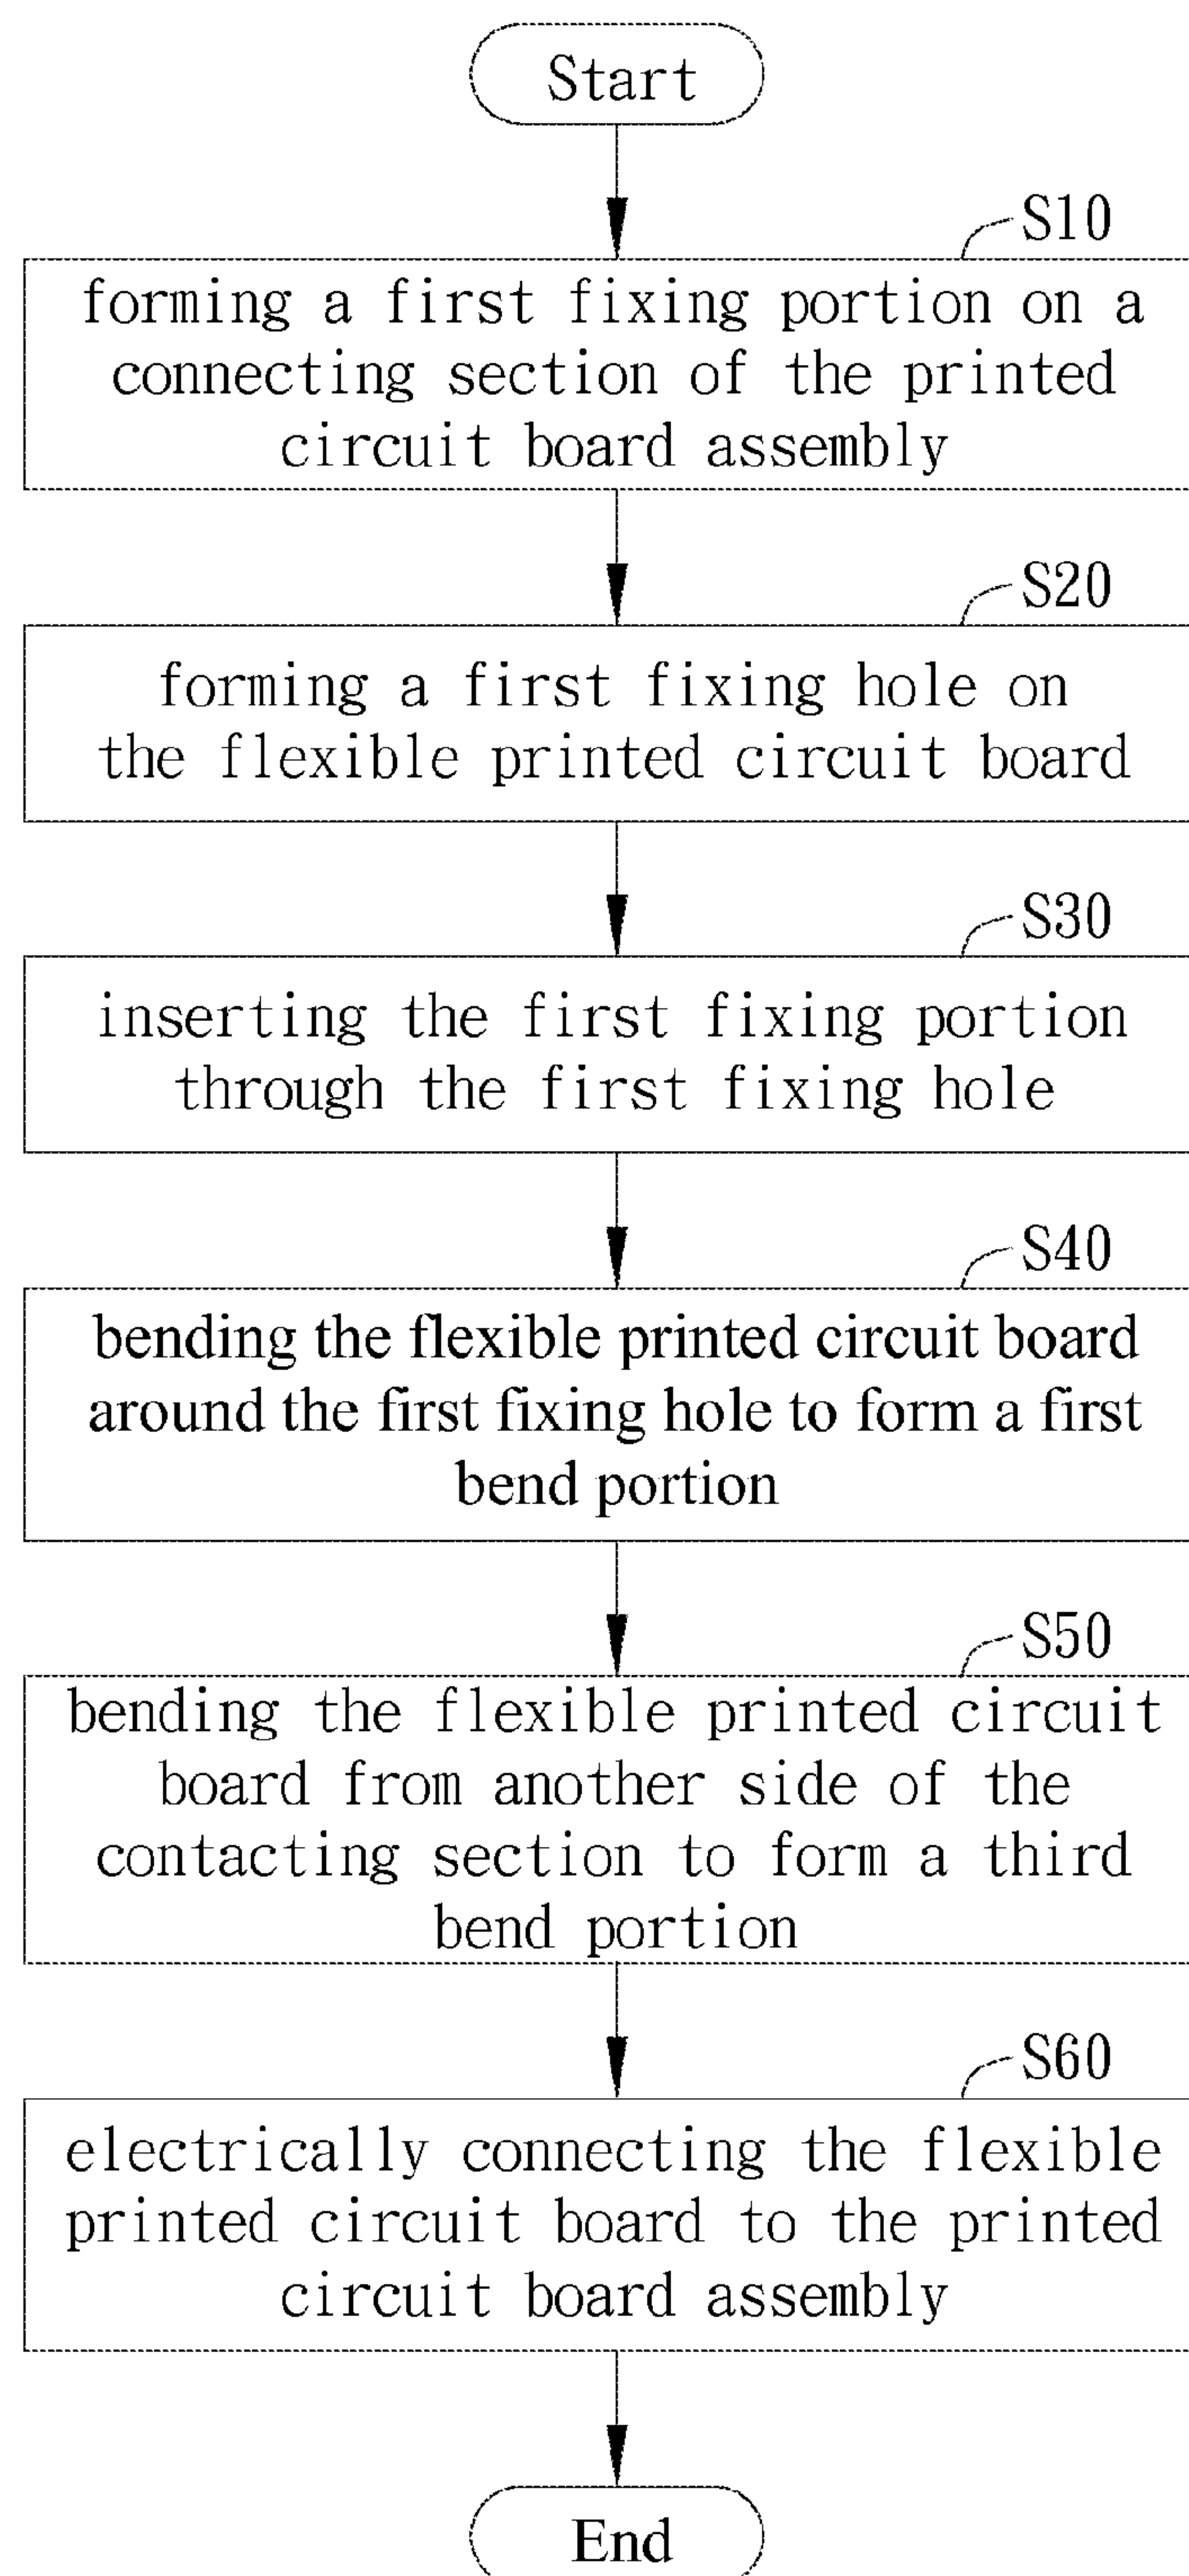 Start
S10
forming a first fixing portion on a
connecting section of the printed
circuit board assembly
S20
forming a first fixing hole on
the flexible printed circuit board
S30
inserting the first fixing portion
through the first fixing hole
S40
bending the flexible printed circuit board
around the first fixing hole to form a first
bend portion
S50
bending the flexible printed circuit
board from another side of the
contacting section to form a third
bend portion
S60
electrically connecting the flexible
printed circuit board to the printed
circuit board assembly
End